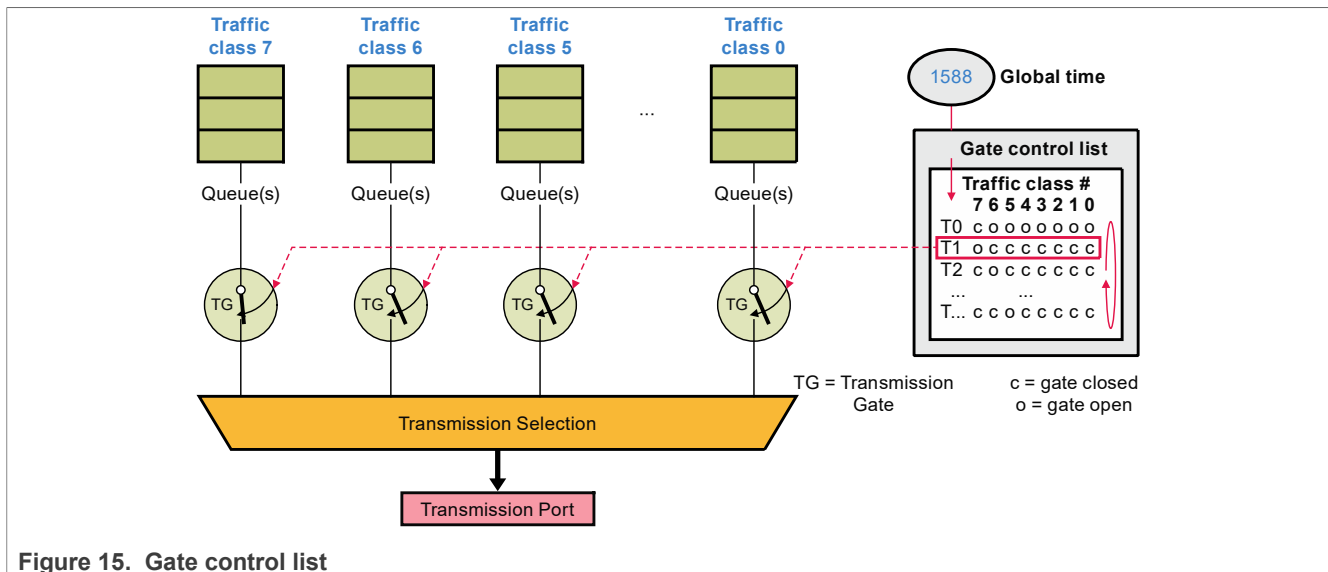 Traffic class 7
Traffic class 6
Traffic class 5
Traffic class 0
...
1588
Global time
Gate control list
Traffic class #
7 6 5 4 3 2 1 0
T0 c o o o o o o o
T1 o c c c c c c c
T2 c o c c c c c c
... ...
T... c c o c c c c c
Queue(s)
Queue(s)
Queue(s)
Queue(s)
TG
TG
TG
TG
TG = Transmission
Gate
c = gate closed
o = gate open
Transmission Selection
Transmission Port
Figure 15. Gate control list